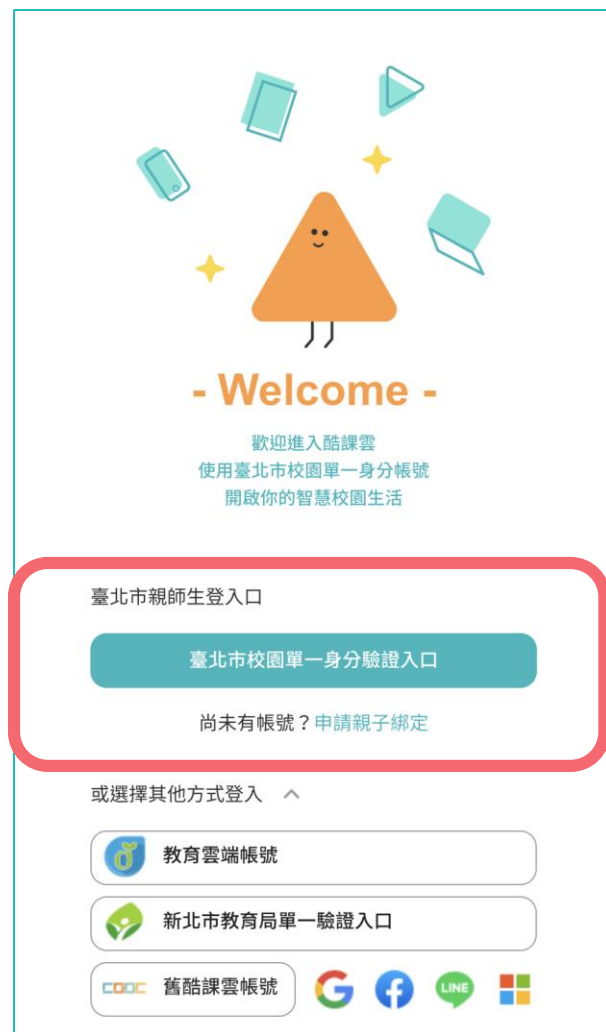 - Welcome -
歡迎進入酷課雲
使用臺北市校園單一身分帳號
開啟你的智慧校園生活
臺北市親師生登入口
臺北市校園單一身分驗證入口
尚未有帳號？申請親子綁定
或選擇其他方式登入
教育雲端帳號
新北市教育局單一驗證入口
COOC 舊酷課雲帳號 LINE